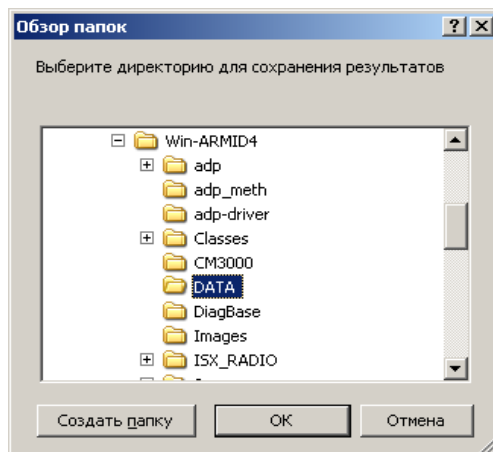 Обзор папок
Выберите директорию для сохранения результатов
Win-ARMID4
adp
adp_meth
adp-driver
Classes
CM3000
DATA
DiagBase
Images
ISX_RADIO
Создать папку
ОК
Отмена